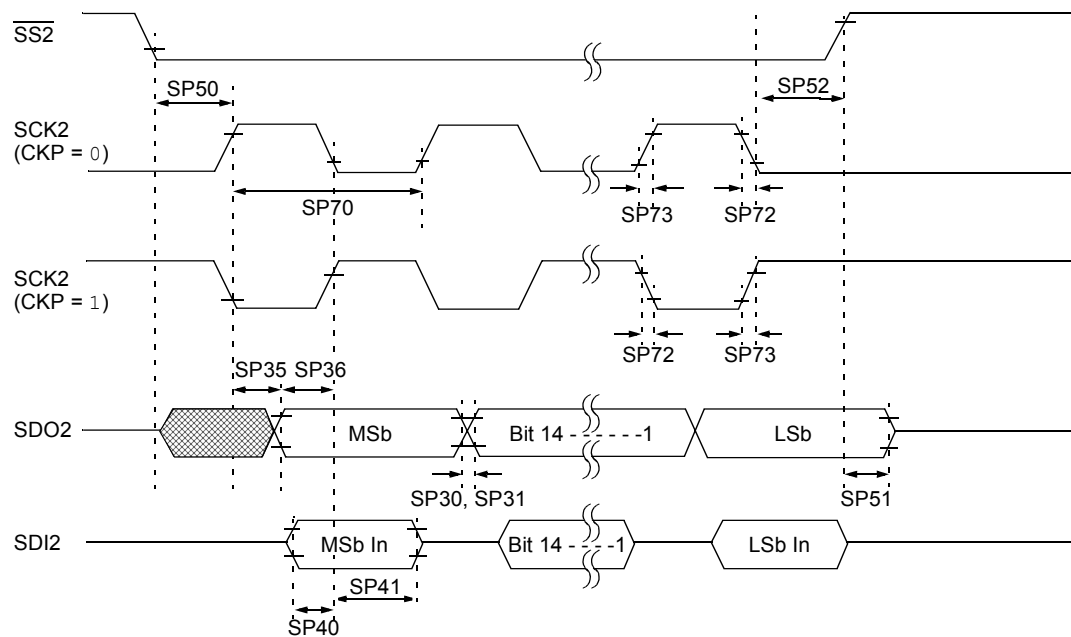 SS2
SP50
SP52
SCK2
(CKP = 0)
SP70
SP73
SP72
SCK2
(CKP = 1)
SP72
SP73
SP35
SP36
SDO2
MSb
Bit 14 - - - - - -1
LSb
SP30, SP31
SP51
SDI2
MSb In
Bit 14 - - - - -1
LSb In
SP41
SP40